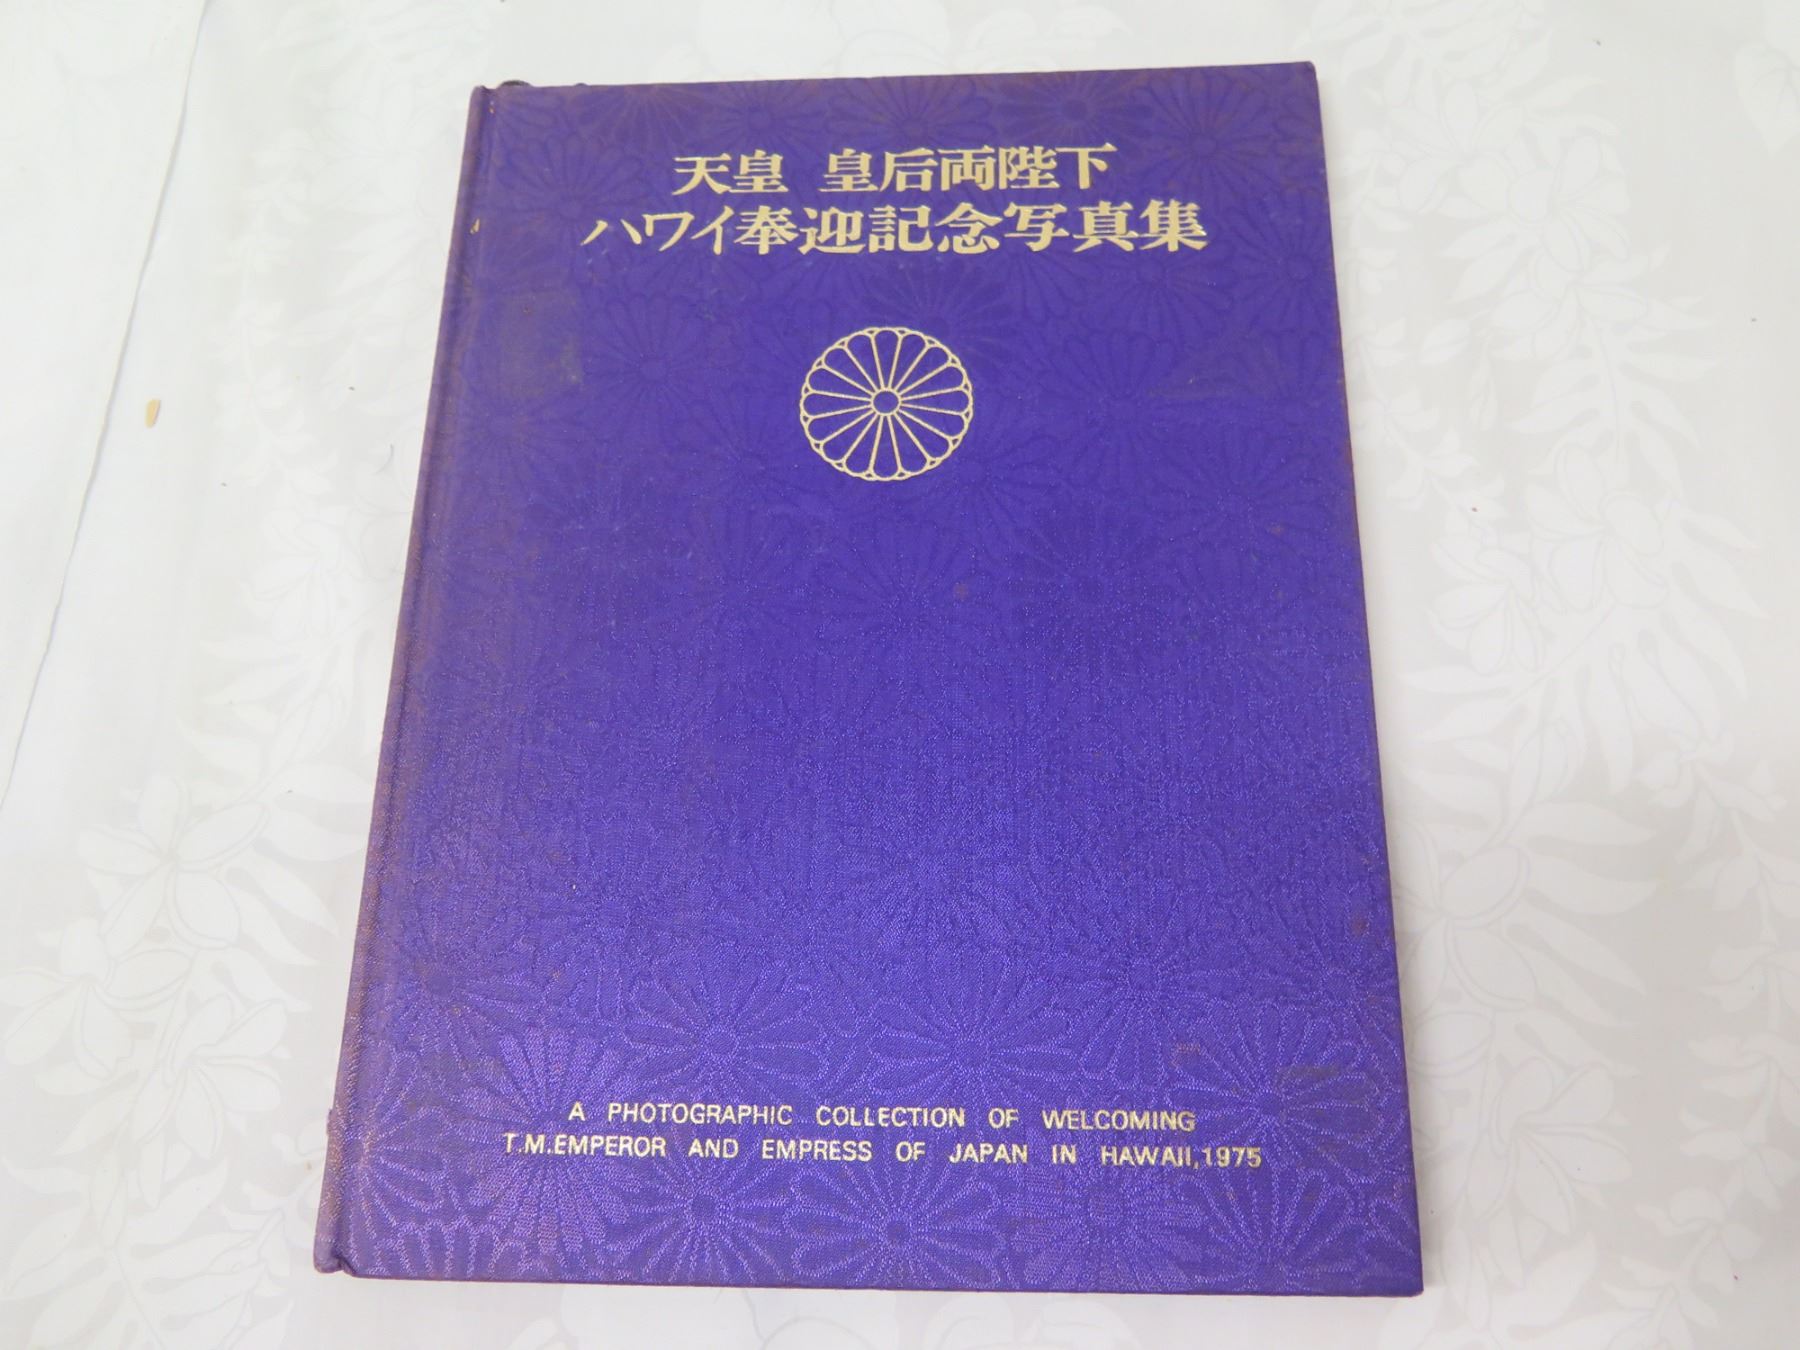 天皇 皇后両陛下
ハワイ奉迎記念写真集
A PHOTOGRAPHIC COLLECTION OF WELCOMING
T.M.EMPEROR AND EMPRESS OF JAPAN IN HAWAII,1975